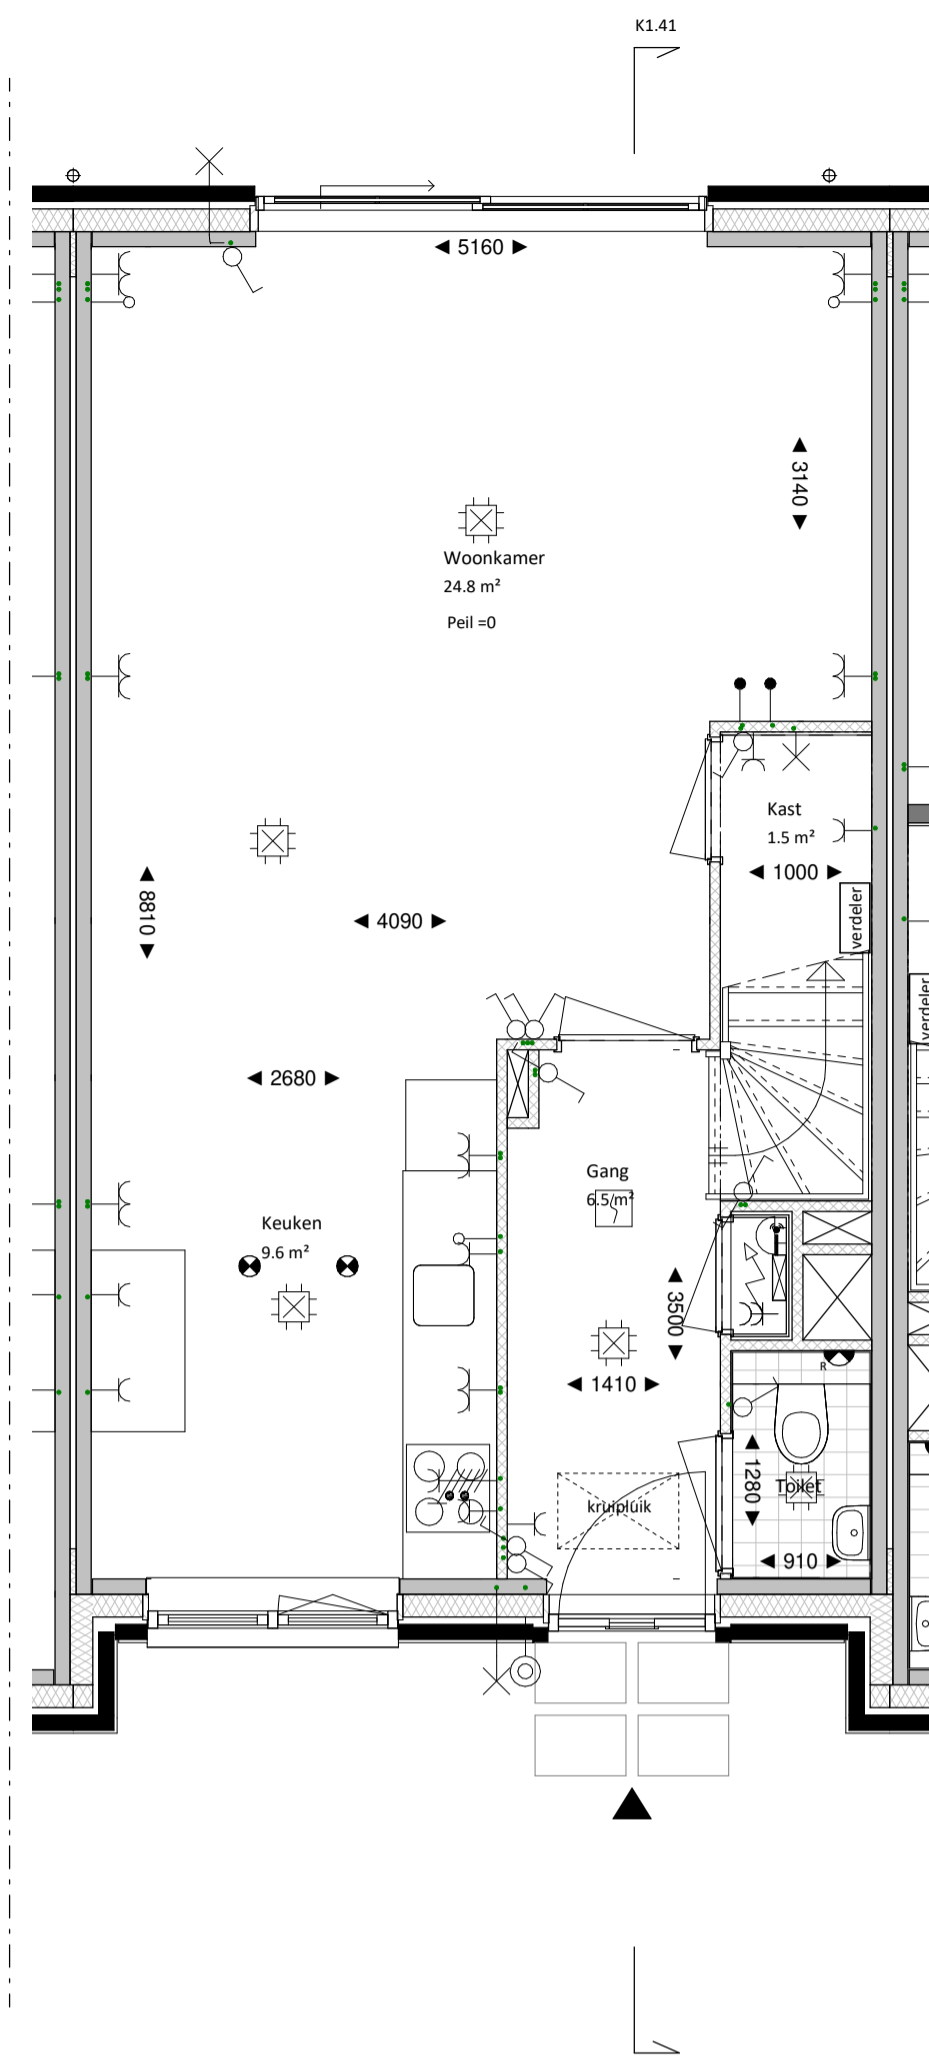 K1.41
5160
3140
Woonkamer
24.8 m²
Peil =0
Kast
1.5 m²
1000
verdeler
8810
4090
verdeler
2680
Gang
6.5 m²
Keuken
9.6 m²
3500
R
1410
1280
Toilet
kruipluik
910